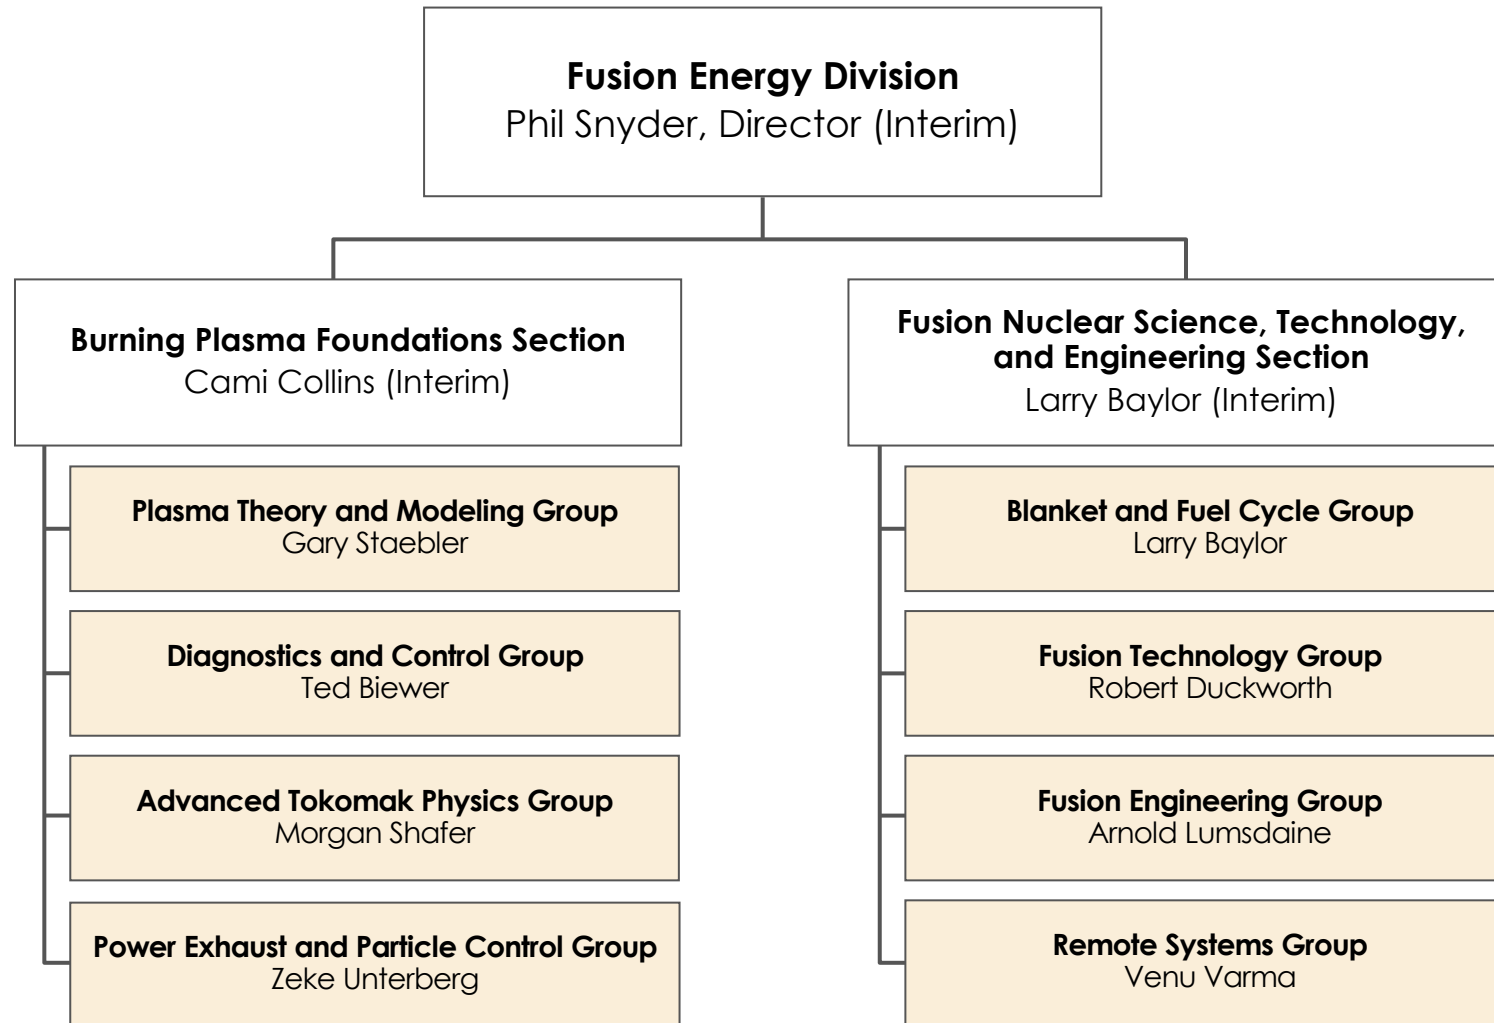 Fusion Energy Division
Phil Snyder, Director (Interim)
Burning Plasma Foundations Section
Cami Collins (Interim)
Plasma Theory and Modeling Group
Gary Staebler
Diagnostics and Control Group
Ted Biewer
Advanced Tokomak Physics Group
Morgan Shafer
Power Exhaust and Particle Control Group
Zeke Unterberg
Fusion Nuclear Science, Technology,
and Engineering Section
Larry Baylor (Interim)
Blanket and Fuel Cycle Group
Larry Baylor
Fusion Technology Group
Robert Duckworth
Fusion Engineering Group
Arnold Lumsdaine
Remote Systems Group
Venu Varma